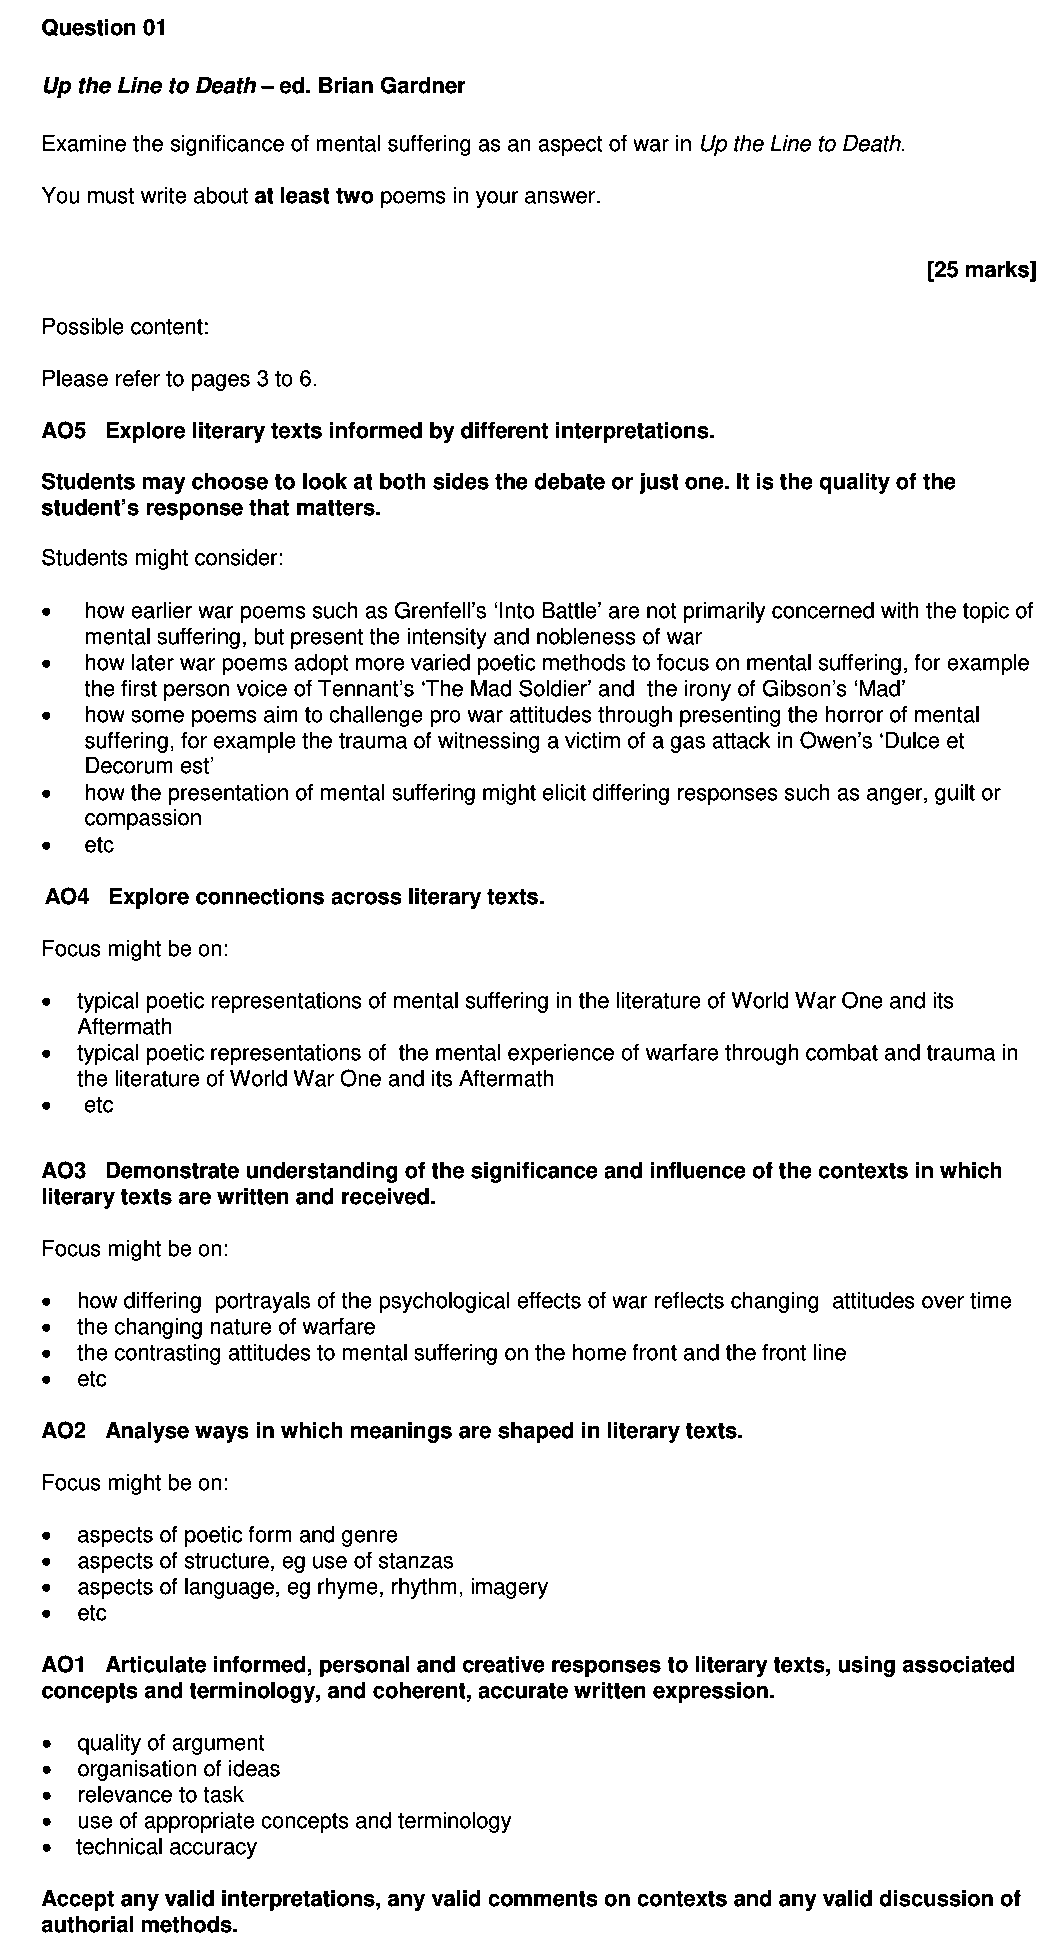 Question 01
Up the Line to Death – ed. Brian Gardner
Examine the significance of mental suffering as an aspect of war in Up the Line to Death.
You must write about at least two poems in your answer.
[25 marks]
Possible content:
Please refer to pages 3 to 6.
AO5 Explore literary texts informed by different interpretations.
Students may choose to look at both sides the debate or just one. It is the quality of the
student’s response that matters.
Students might consider:
• how earlier war poems such as Grenfell’s ‘Into Battle’ are not primarily concerned with the topic of
mental suffering, but present the intensity and nobleness of war
• how later war poems adopt more varied poetic methods to focus on mental suffering, for example
the first person voice of Tennant’s ‘The Mad Soldier’ and the irony of Gibson’s ‘Mad’
• how some poems aim to challenge pro war attitudes through presenting the horror of mental
suffering, for example the trauma of witnessing a victim of a gas attack in Owen’s ‘Dulce et
Decorum est’
• how the presentation of mental suffering might elicit differing responses such as anger, guilt or
compassion
• etc
AO4 Explore connections across literary texts.
Focus might be on:
• typical poetic representations of mental suffering in the literature of World War One and its
Aftermath
• typical poetic representations of the mental experience of warfare through combat and trauma in
the literature of World War One and its Aftermath
• etc
AO3 Demonstrate understanding of the significance and influence of the contexts in which
literary texts are written and received.
Focus might be on:
• how differing portrayals of the psychological effects of war reflects changing attitudes over time
• the changing nature of warfare
• the contrasting attitudes to mental suffering on the home front and the front line
• etc
AO2 Analyse ways in which meanings are shaped in literary texts.
Focus might be on:
• aspects of poetic form and genre
• aspects of structure, eg use of stanzas
• aspects of language, eg rhyme, rhythm, imagery
• etc
AO1 Articulate informed, personal and creative responses to literary texts, using associated
concepts and terminology, and coherent, accurate written expression.
• quality of argument
• organisation of ideas
• relevance to task
• use of appropriate concepts and terminology
• technical accuracy
Accept any valid interpretations, any valid comments on contexts and any valid discussion of
authorial methods.